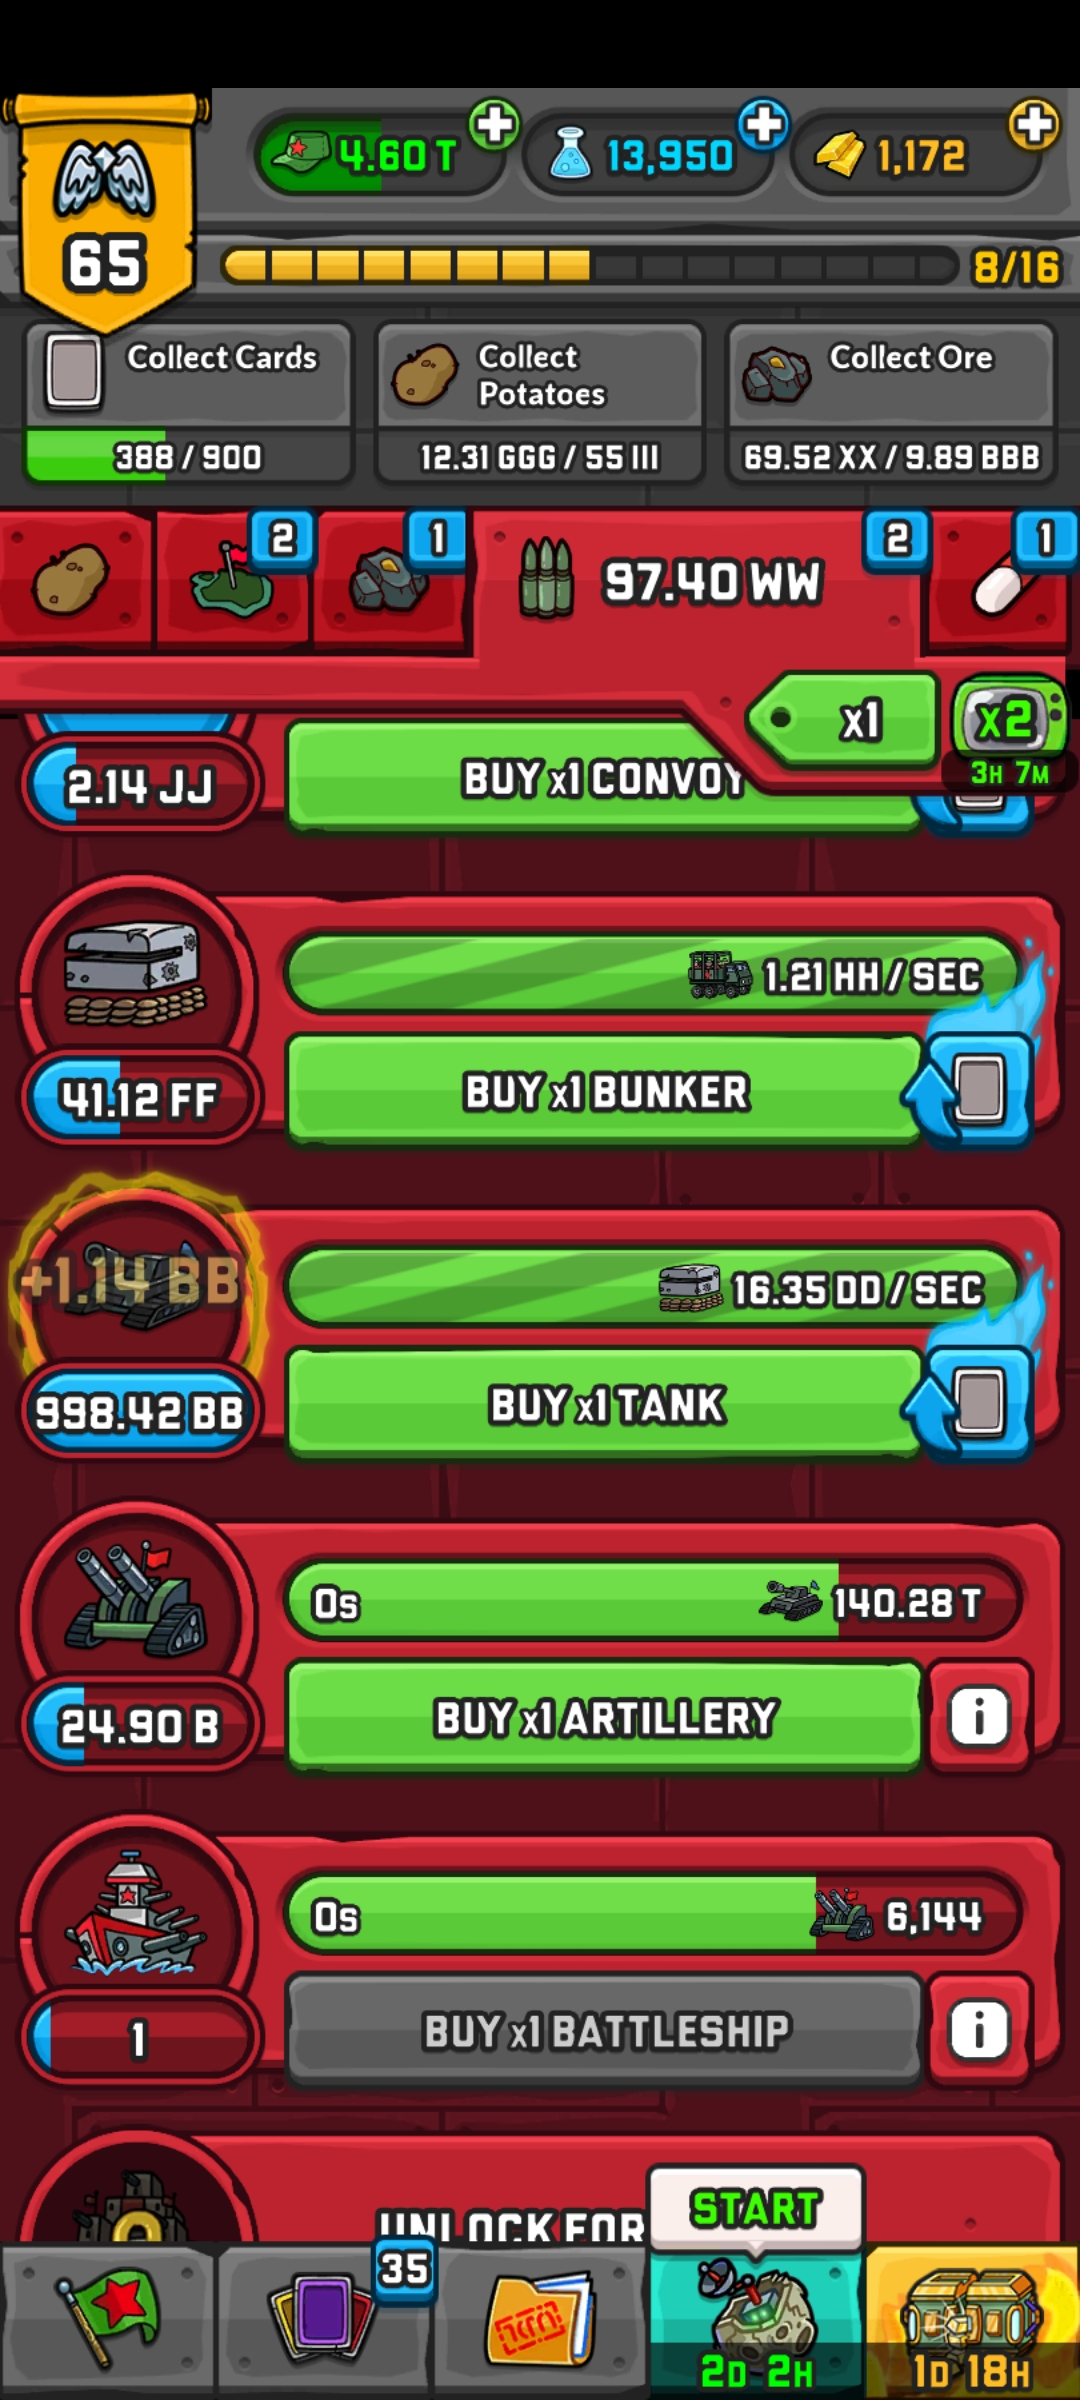 4.60 T
13,950
1,172
65
8/16
Collect Cards
388 / 900
Collect
Potatoes
12.31 GGG / 55 III
Collect Ore
69.52 XX / 9.89 BBB
2
1
97.40 WW
2
1
x1
x2
3H 7M
2.14 JJ
BUY x1 CONVOY
1.21 HH / SEC
41.12 FF
BUY x1 BUNKER
+1.14 BB
16.35 DD / SEC
998.42 BB
BUY x1 TANK
0s
140.28 T
24.90 B
BUY x1 ARTILLERY
i
0s
6,144
1
BUY x1 BATTLESHIP
i
UNLOCK FOR
START
35
2D 2H
1D 18H